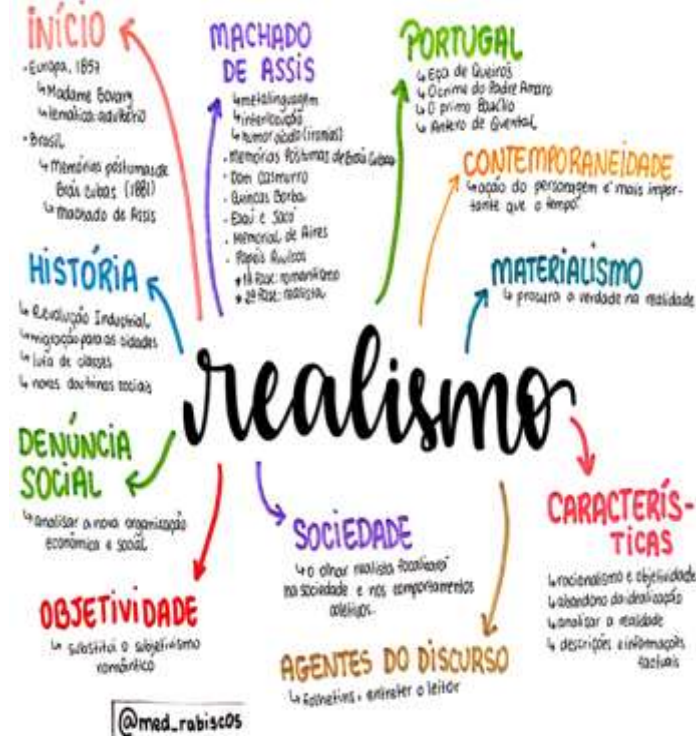 INÍCIO
• Europa, 1857
↳ Madame Bovary
↳ temática: adultério
• Brasil
↳ Memórias póstumas de
Brás Cubas (1881)
↳ machado de Assis
MACHADO
DE ASSIS
↳ metalinguagem
↳ interlocução
↳ humor ácido (ironias)
• Memórias Póstumas de Brás Cubas
• Dom Casmurro
• Quincas Borba
• Esaú e Jacó
• Memorial de Aires
• Papéis Avulsos
* 1ª fase: romantismo
* 2ª fase: realista
PORTUGAL
↳ Eça de Queirós
↳ O crime do Padre Amaro
↳ O primo Basílio
↳ Antero de Quental
CONTEMPORANEIDADE
↳ ação do personagem é mais impor-
tante que o tempo.
MATERIALISMO
↳ procura a verdade na realidade
HISTÓRIA
↳ Revolução Industrial
↳ migração para as cidades
↳ luta de classes
↳ novas doutrinas sociais
realismo
DENÚNCIA
SOCIAL
↳ analisar a nova organização
econômica e social
OBJETIVIDADE
↳ substitui o subjetivismo
romântico
SOCIEDADE
↳ o olhar realista focalizará
na sociedade e nos comportamentos
coletivos.
AGENTES DO DISCURSO
↳ folhetins, entreter o leitor
CARACTERÍS-
TICAS
↳ racionalismo e objetividade
↳ abandono da idealização
↳ analisar a realidade
↳ descrições e informações
factuais
@med_rabiscos